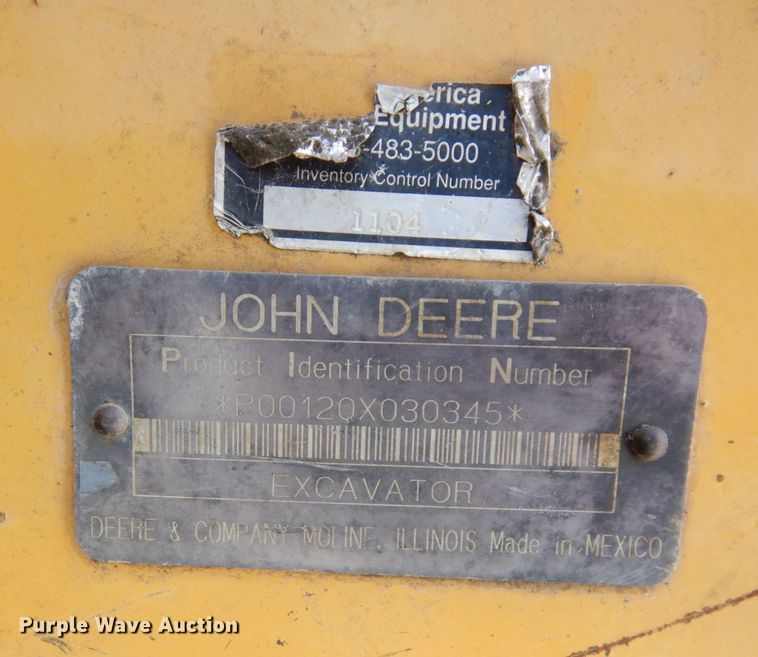 erica
Equipment
-483-5000
Inventory Control Number
1104
JOHN DEERE
Product Identification Number
*P00120X030345*
EXCAVATOR
DEERE & COMPANY MOLINE, ILLINOIS Made in MEXICO
Purple Wave Auction